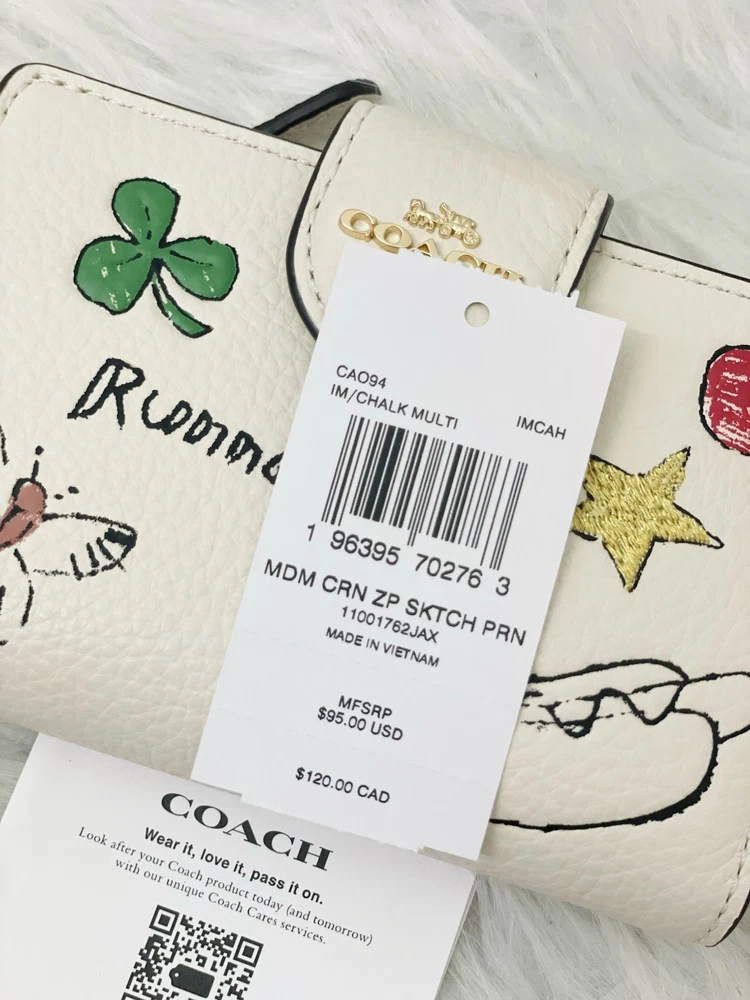 COACH
CAO94
IM/CHALK MULTI IMCAH
1 96395 70276 3
MDM CRN ZP SKTCH PRN
11001762JAX
MADE IN VIETNAM
MFSRP
$95.00 USD
$120.00 CAD
COACH
Wear it, love it, pass it on.
Look after your Coach product today (and tomorrow)
with our unique Coach Cares services.